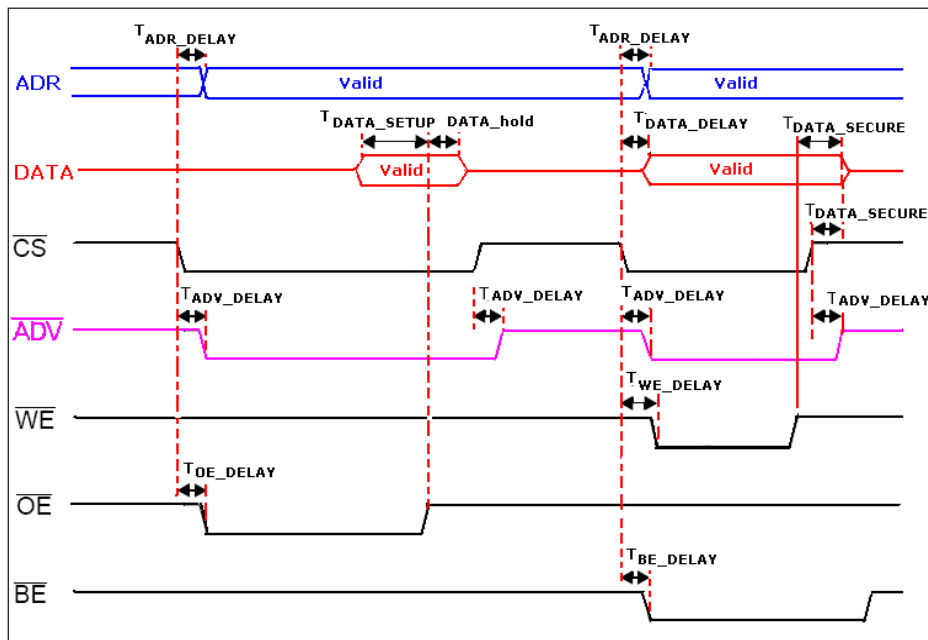 TADR_DELAY TADR_DELAY
ADR Valid Valid
TDATA_SETUP DATA_hold TDATA_DELAY TDATA_SECURE
DATA Valid Valid
TDATA_SECURE
CS
TADV_DELAY TADV_DELAY TADV_DELAY TADV_DELAY
ADV
TWE_DELAY
WE
TOE_DELAY
OE
TBE_DELAY
BE